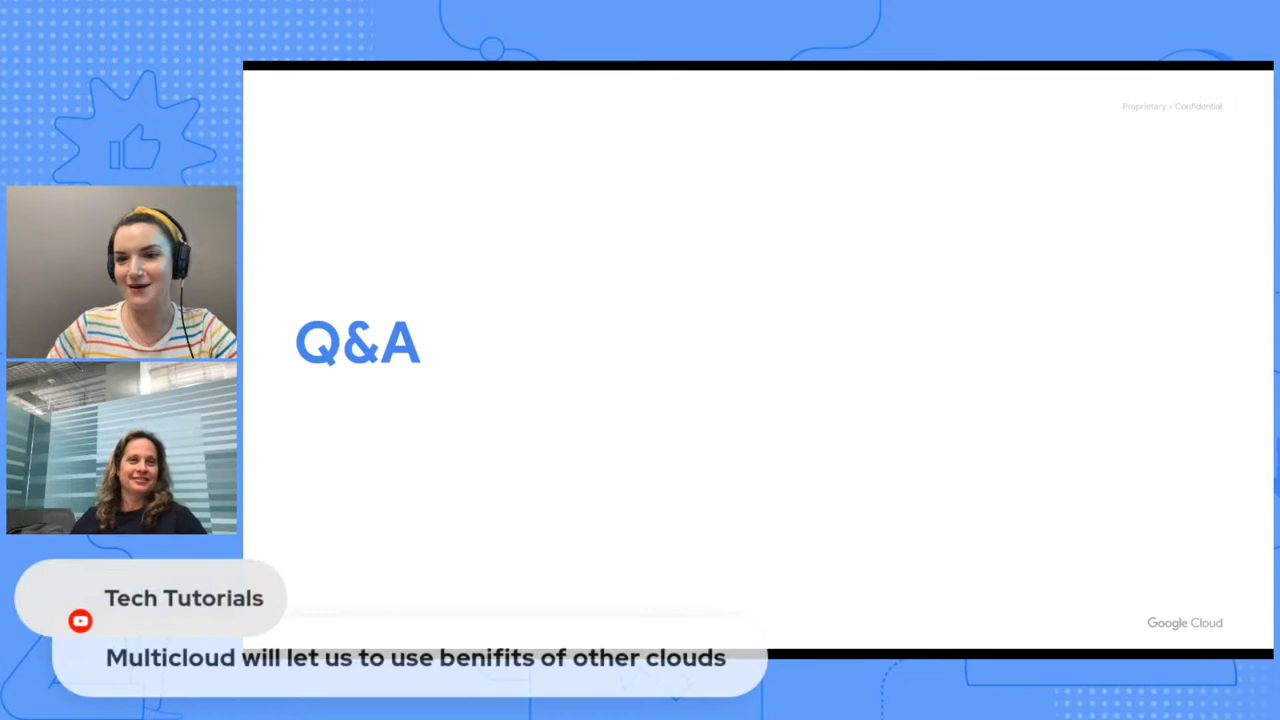 Proprietary + Confidential
Q&A
Google Cloud
Tech Tutorials
Multicloud will let us to use benifits of other clouds